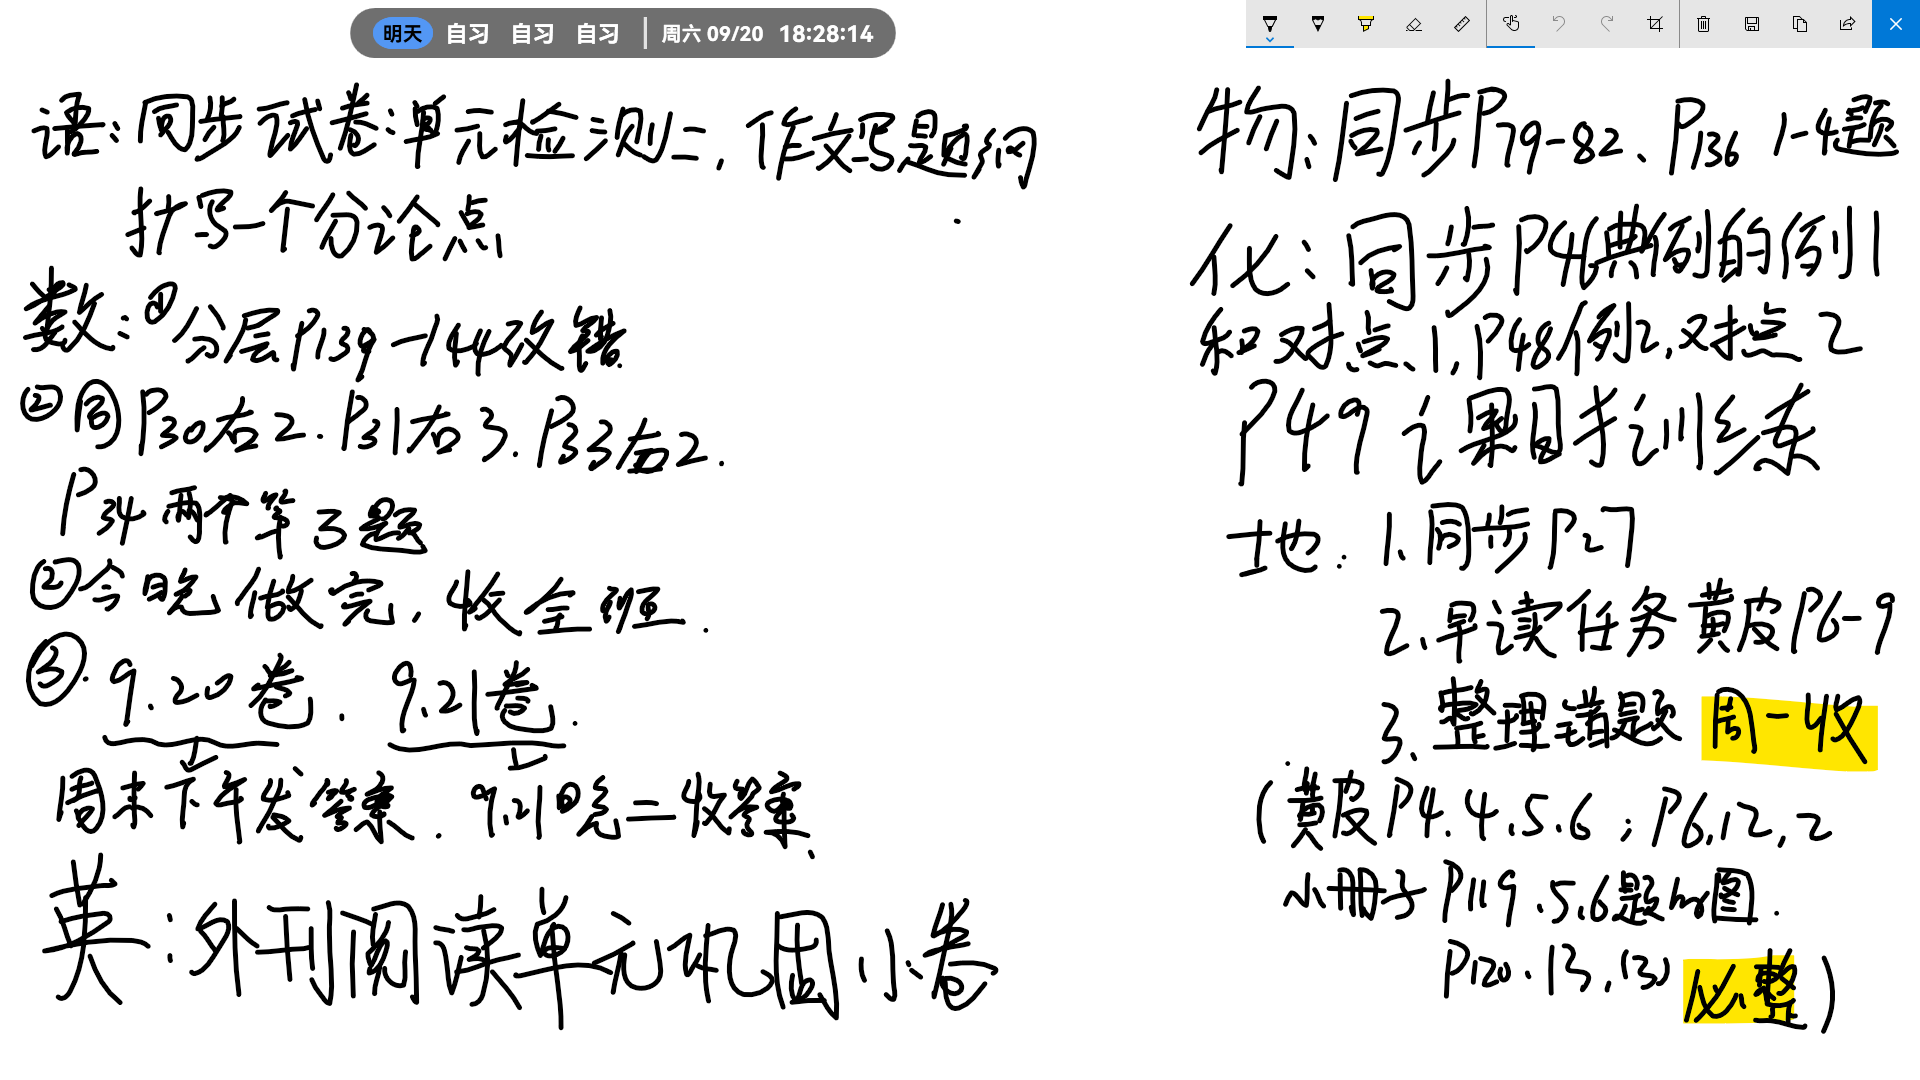 明天 自习 自习 自习 周六 09/20 18:28:14
语:同步试卷:单元检测二,作文写题纲
抄写一个分论点
数:①分层P139-144改错
②同P30右2.P31右3.P33右2.
P34两个第3题
②今晚做完,收全班.
③.9.20卷.9.21卷.
周末下午发答案.9.21日晚二收答案.
英:外刊阅读单元巩固小卷
物:同步P79-82、P136 1-4题
化:同步P46典例的例1
和对点、1,P48例2,对点2
P49课目标训练
地:1、同步P27
2、早读任务黄皮P6-9
3、整理错题 周一收
(黄皮P4.4.5.6;P6,12,2
小册子P119.5,6题的图.
P120.13,(3) 必整)